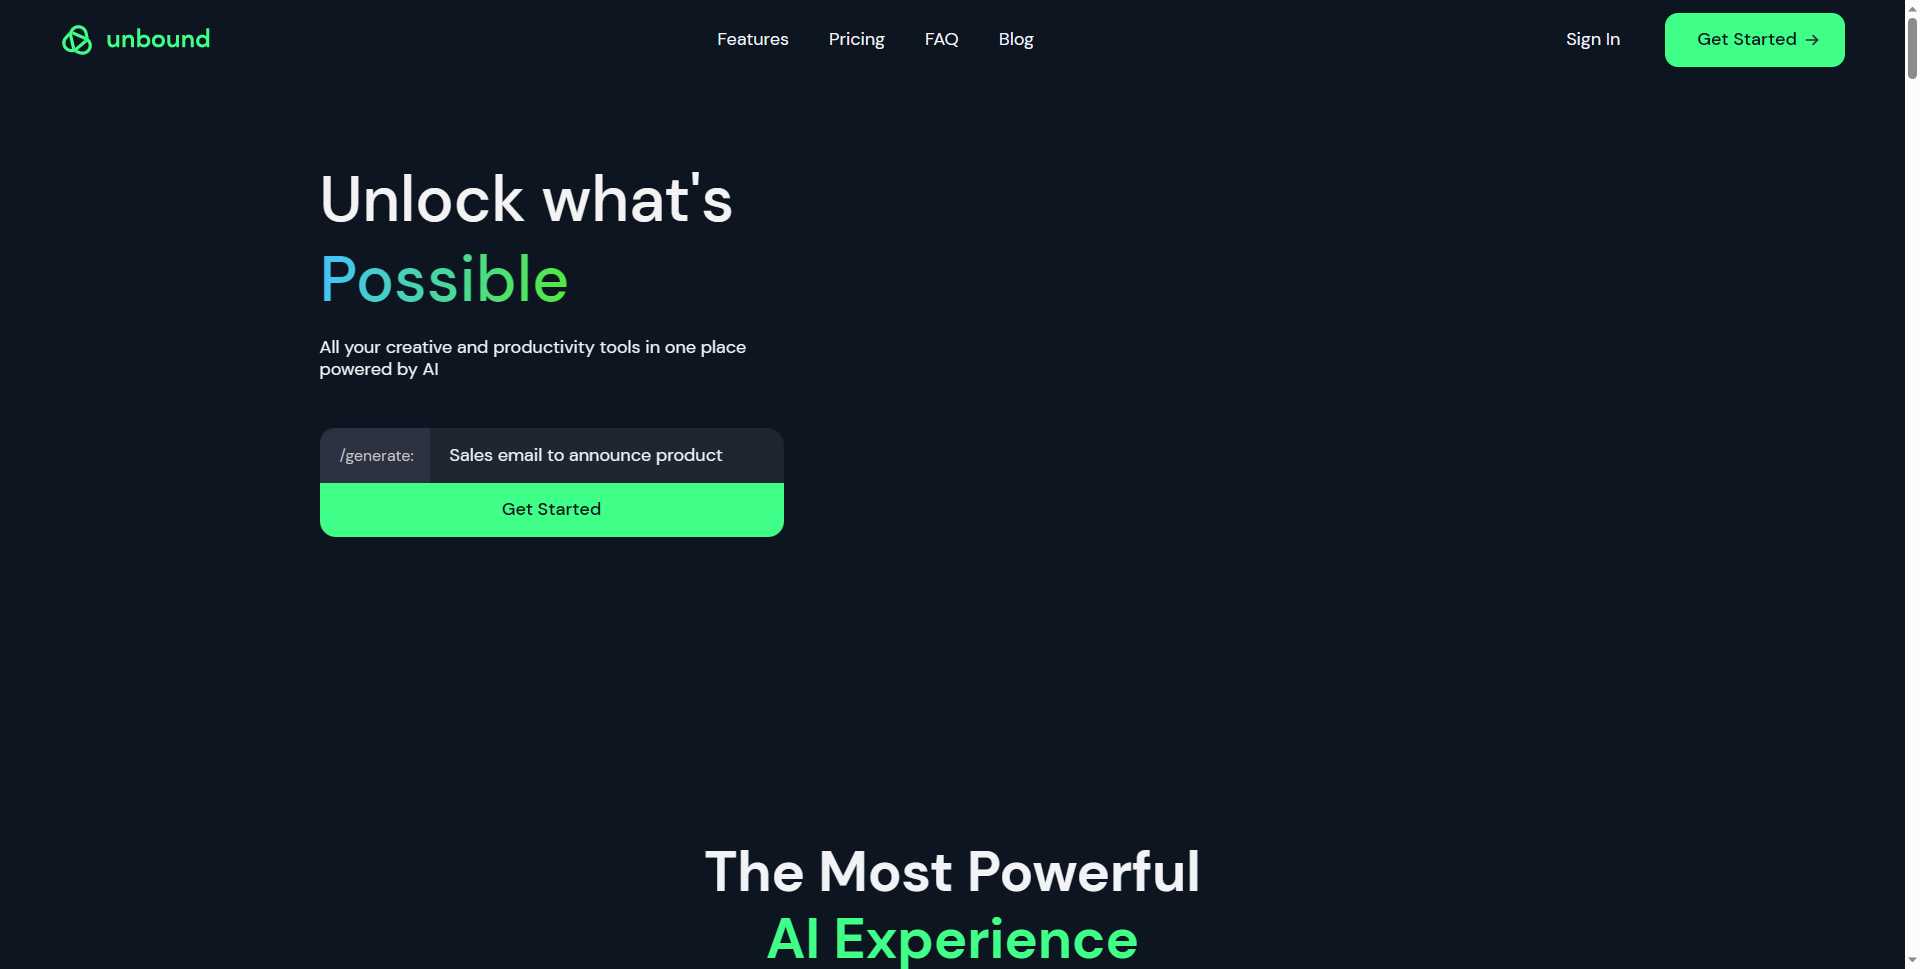 unbound
Features
Pricing
FAQ
Blog
Sign In
Get Started →
Unlock what's
Possible
All your creative and productivity tools in one place
powered by AI
/generate:
Sales email to announce product
Get Started
The Most Powerful
AI Experience